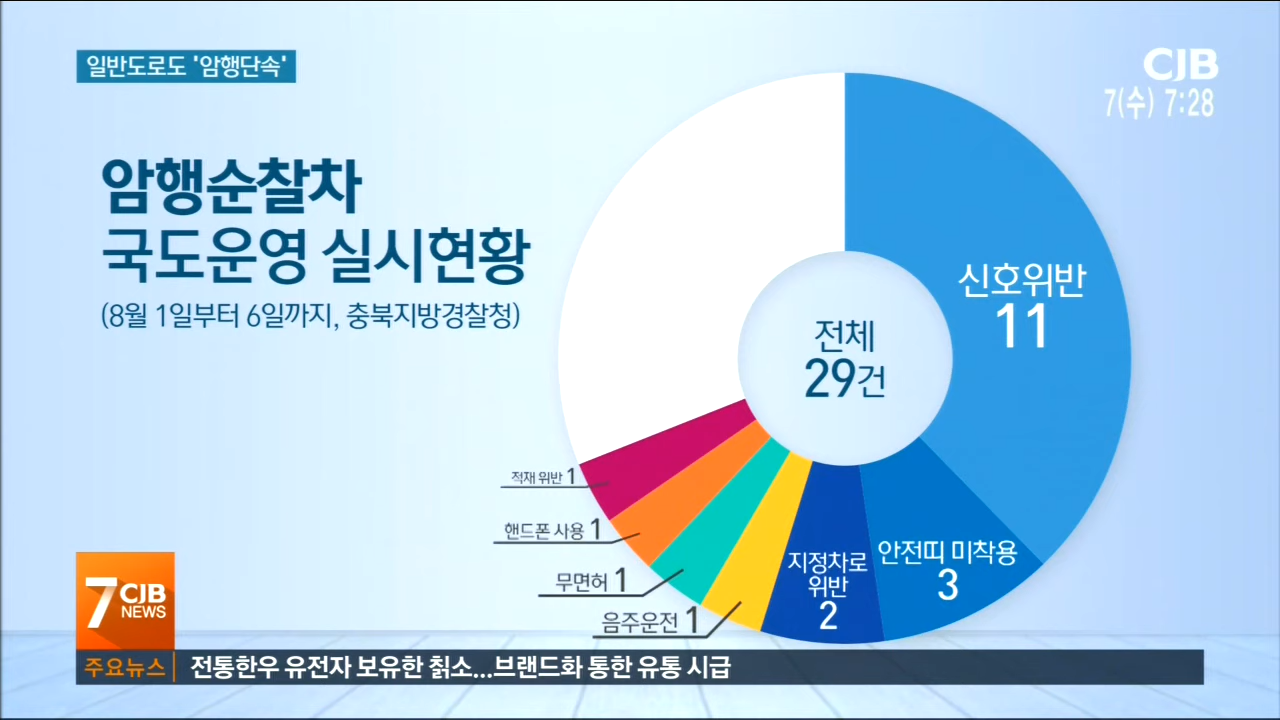 일반도로도 '암행단속'
CJB
7(수) 7:28
암행순찰차
국도운영 실시현황
(8월 1일부터 6일까지, 충북지방경찰청)
신호위반
11
전체
29건
안전띠 미착용
3
지정차로
위반
2
음주운전 1
무면허 1
핸드폰 사용 1
적재 위반 1
7 CJB
NEWS
주요뉴스
전통한우 유전자 보유한 칡소...브랜드화 통한 유통 시급